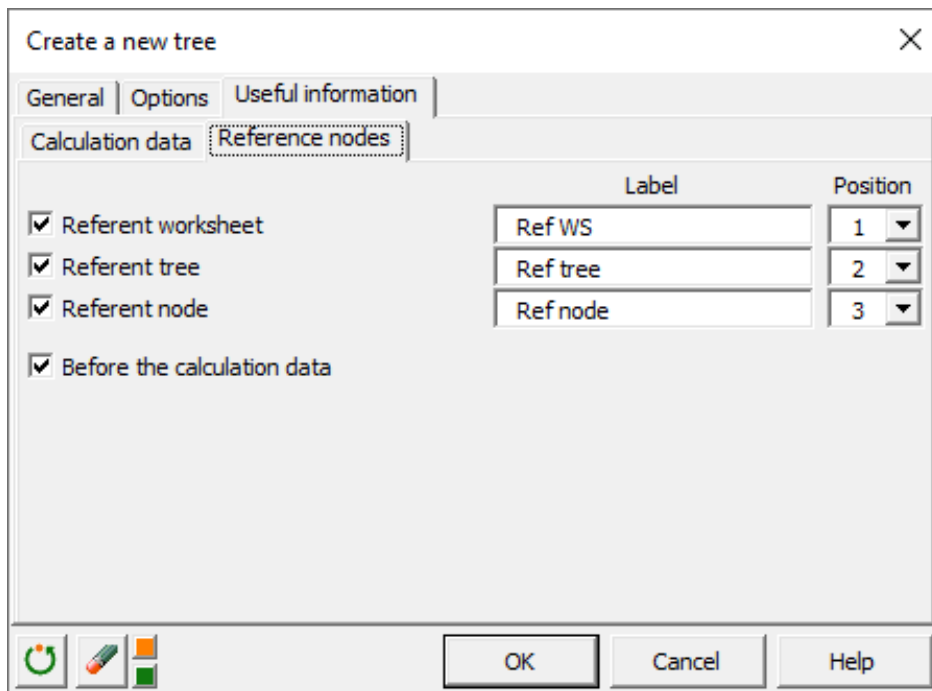 Create a new tree
General Options Useful information
Calculation data Reference nodes
Label Position
Referent worksheet Ref WS 1
Referent tree Ref tree 2
Referent node Ref node 3
Before the calculation data
OK Cancel Help